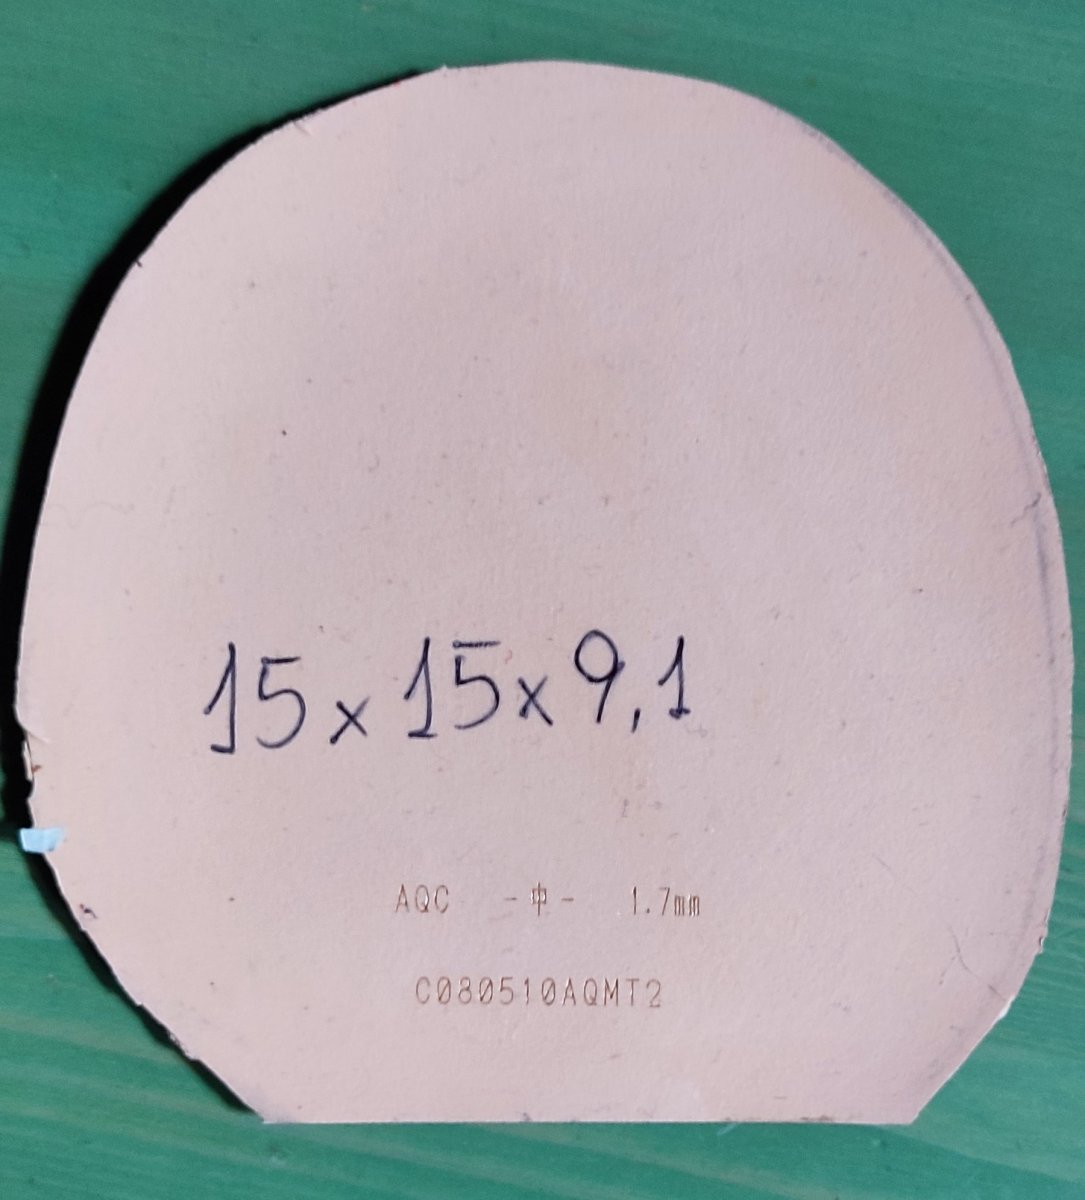 15x15x9,1
AQC -中- 1.7mm
C080510AQMT2